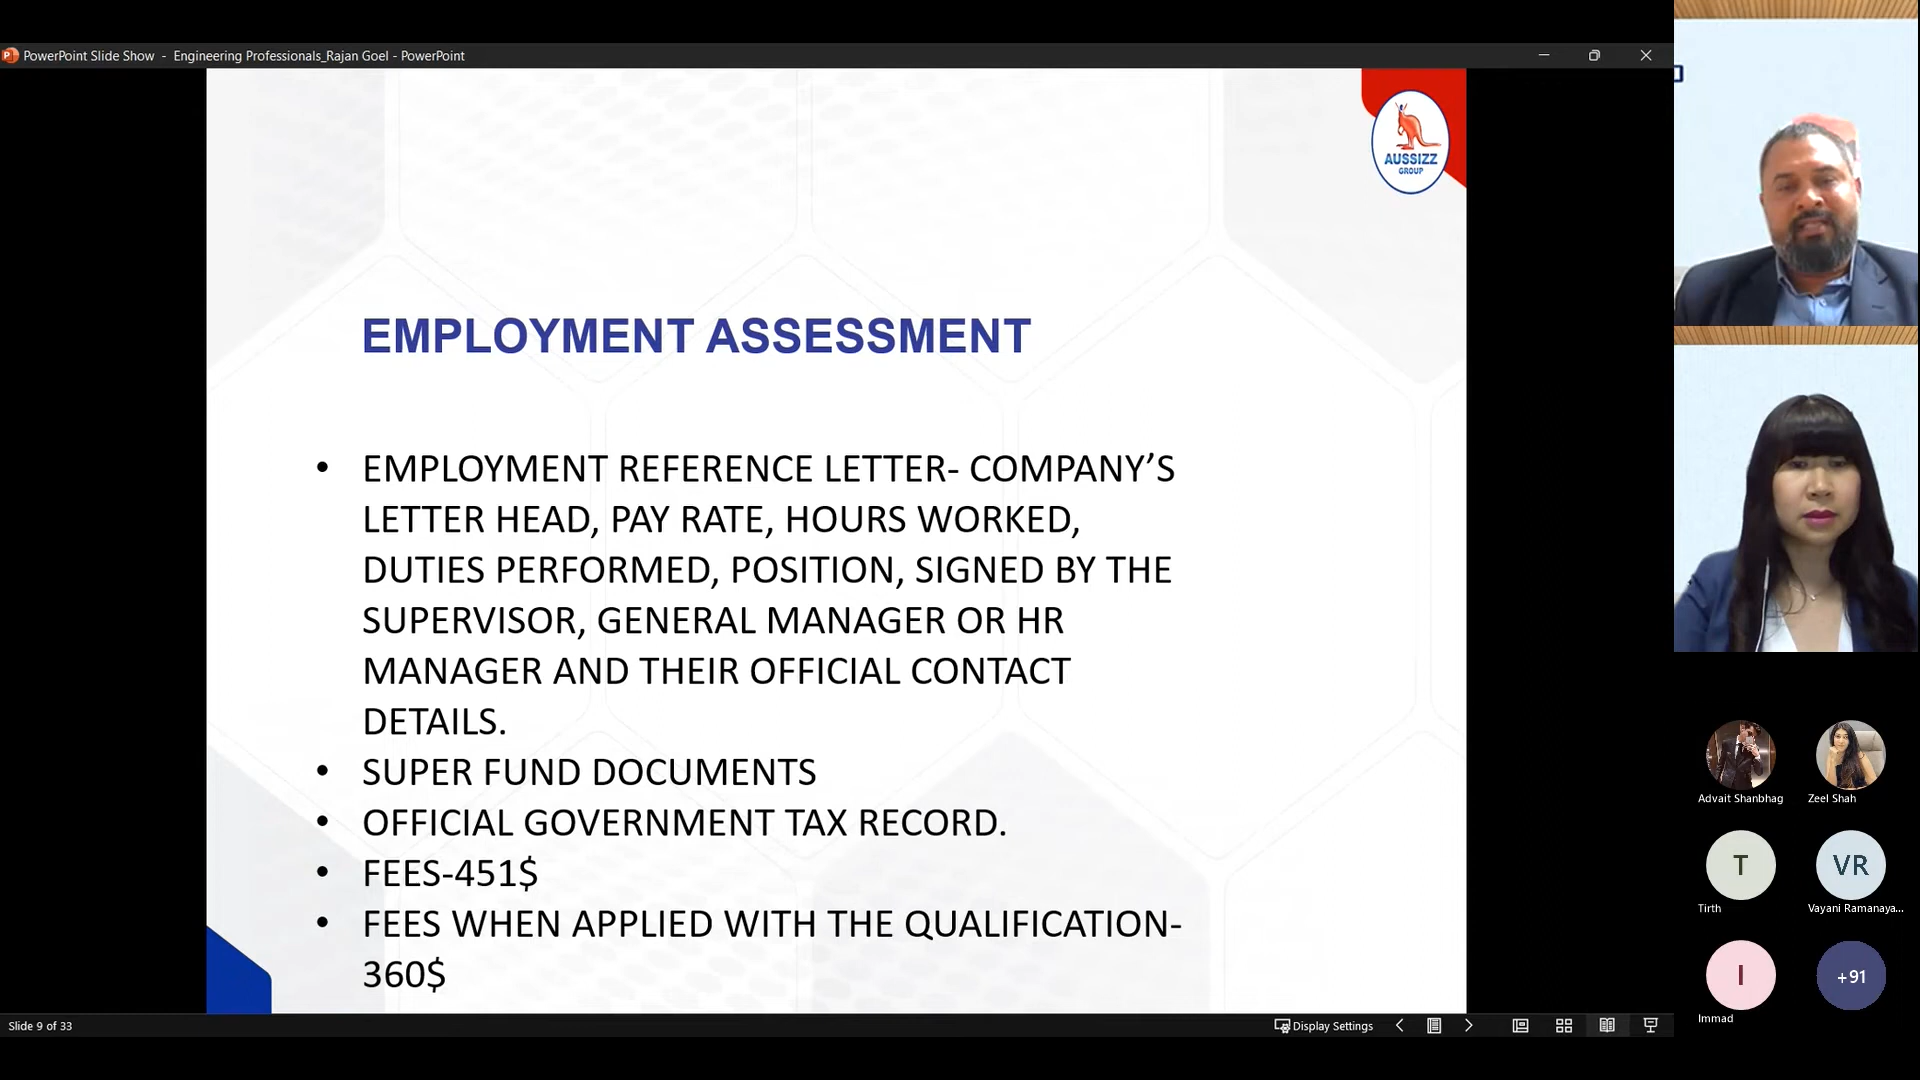 PowerPoint Slide Show - Engineering Professionals_Rajan Goel - PowerPoint
AUSSIZZ
GROUP
EMPLOYMENT ASSESSMENT
• EMPLOYMENT REFERENCE LETTER- COMPANY’S
LETTER HEAD, PAY RATE, HOURS WORKED,
DUTIES PERFORMED, POSITION, SIGNED BY THE
SUPERVISOR, GENERAL MANAGER OR HR
MANAGER AND THEIR OFFICIAL CONTACT
DETAILS.
• SUPER FUND DOCUMENTS
• OFFICIAL GOVERNMENT TAX RECORD.
• FEES-451$
• FEES WHEN APPLIED WITH THE QUALIFICATION-
360$
Slide 9 of 33
Display Settings
Advait Shanbhag
Zeel Shah
T
VR
Tirth
Vayani Ramanaya...
I
+91
Immad